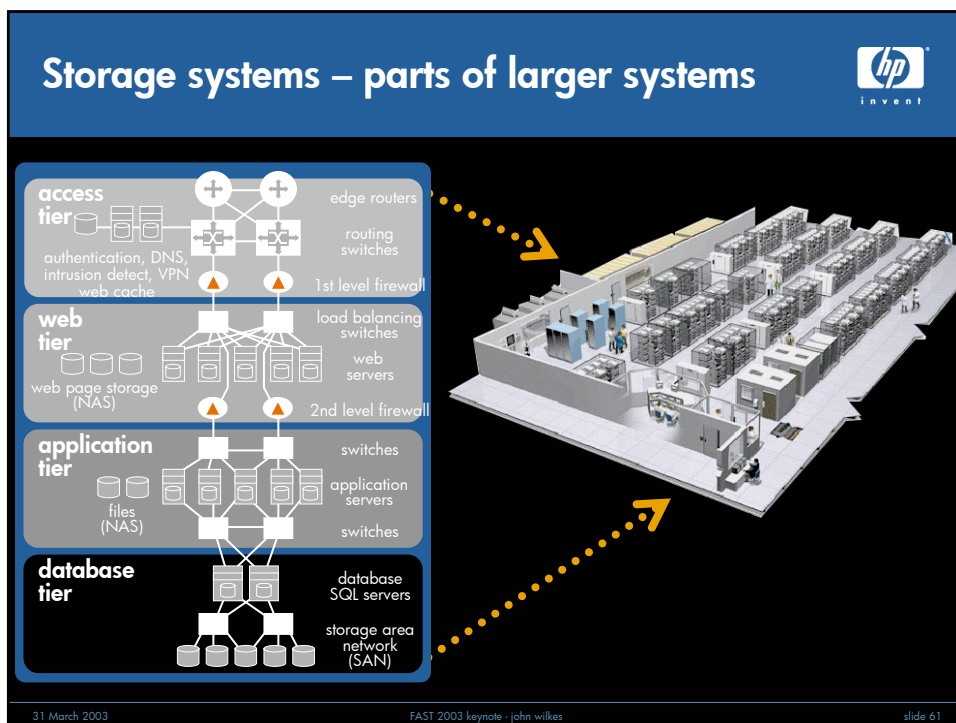 Storage systems – parts of larger systems
hp
invent
access
tier
edge routers
routing
switches
authentication, DNS,
intrusion detect, VPN
web cache
1st level firewall
web
tier
load balancing
switches
web
servers
web page storage
(NAS)
2nd level firewall
application
tier
switches
application
servers
files
(NAS)
switches
database
tier
database
SQL servers
storage area
network
(SAN)
31 March 2003
FAST 2003 keynote - john wilkes
slide 61